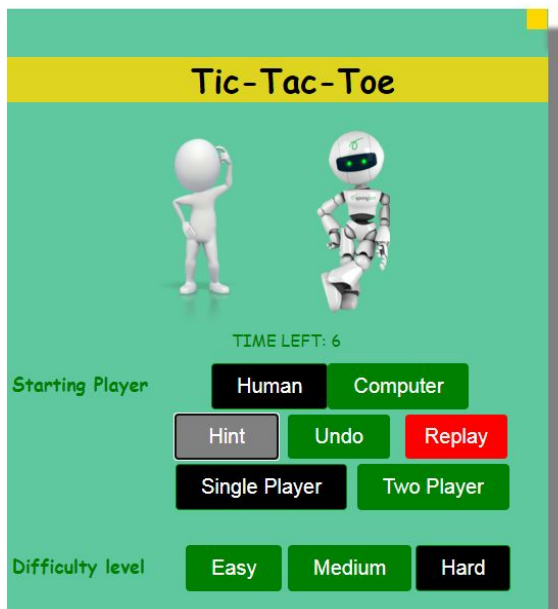 Tic-Tac-Toe
TIME LEFT: 6
Starting Player Human Computer
Hint Undo Replay
Single Player Two Player
Difficulty level Easy Medium Hard